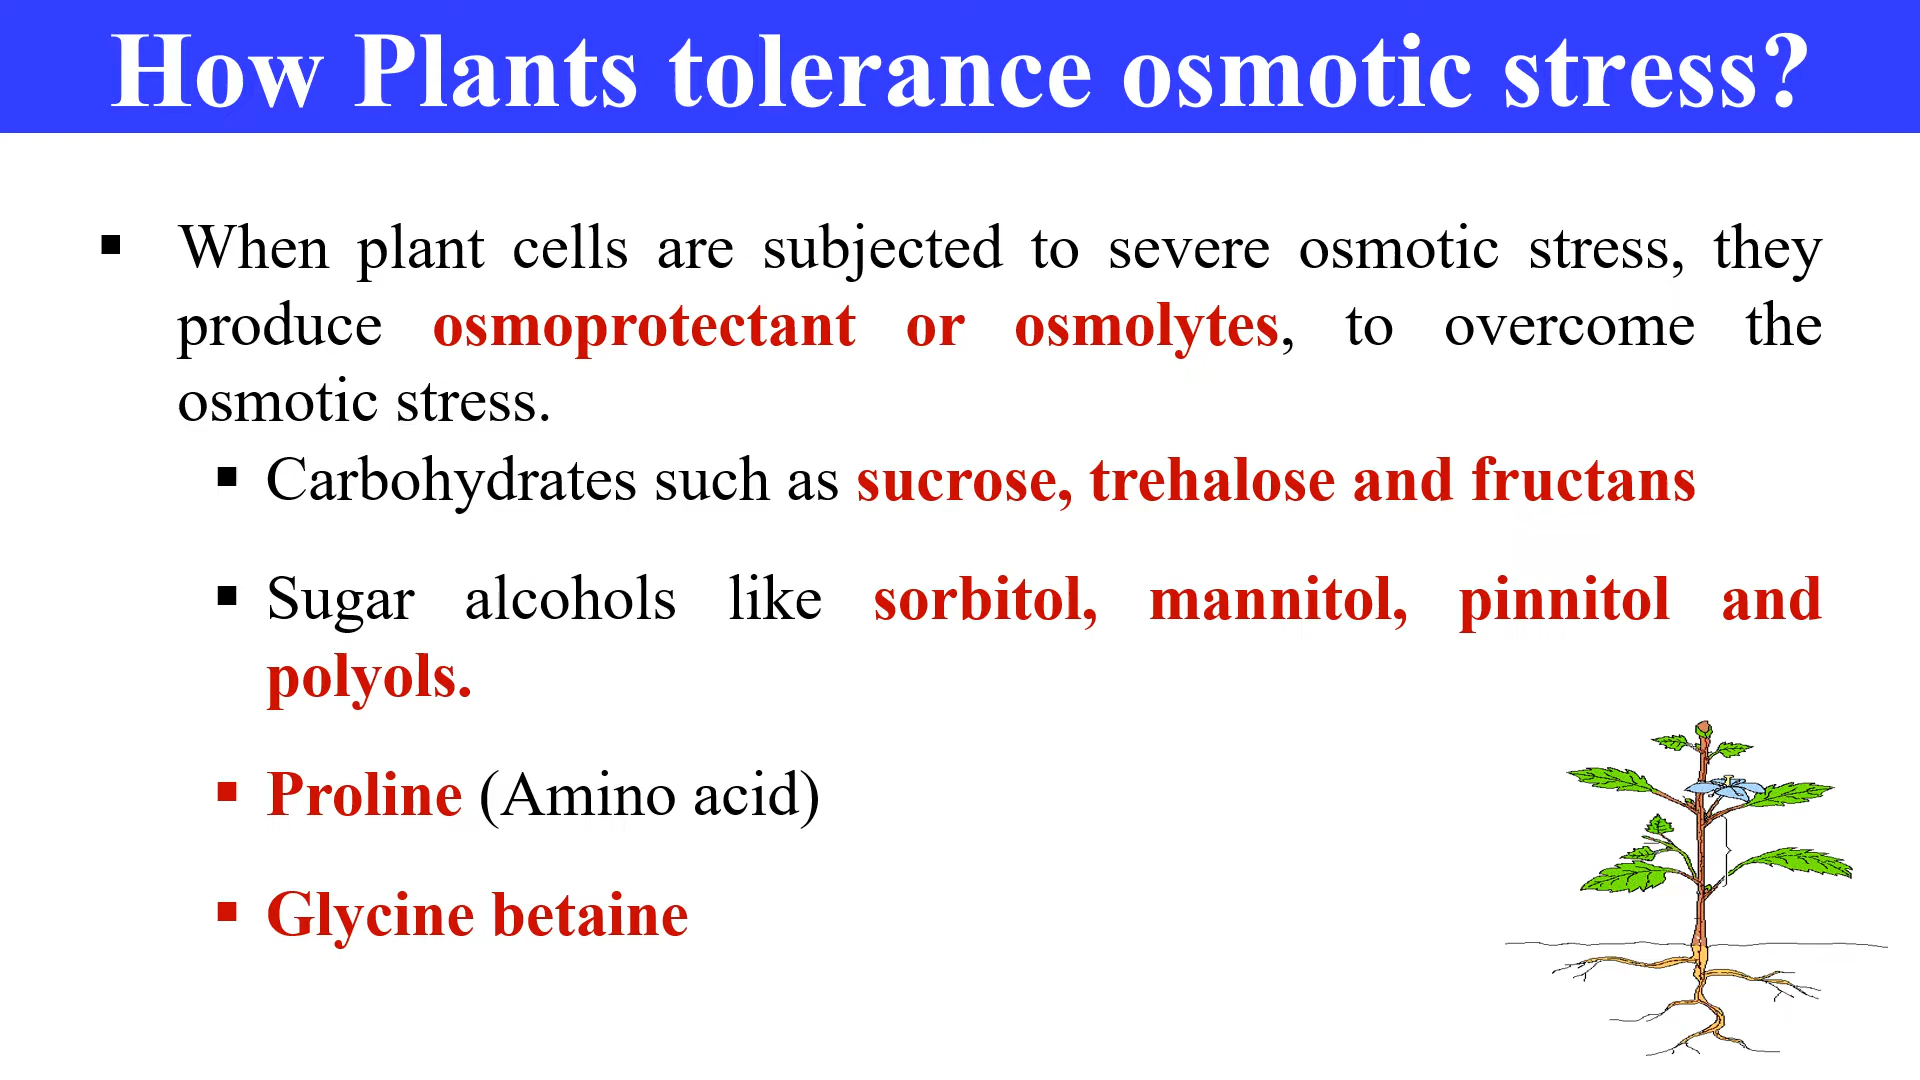 How Plants tolerance osmotic stress?
▪ When plant cells are subjected to severe osmotic stress, they
produce osmoprotectant or osmolytes, to overcome the
osmotic stress.
▪ Carbohydrates such as sucrose, trehalose and fructans
▪ Sugar alcohols like sorbitol, mannitol, pinnitol and
polyols.
▪ Proline (Amino acid)
▪ Glycine betaine